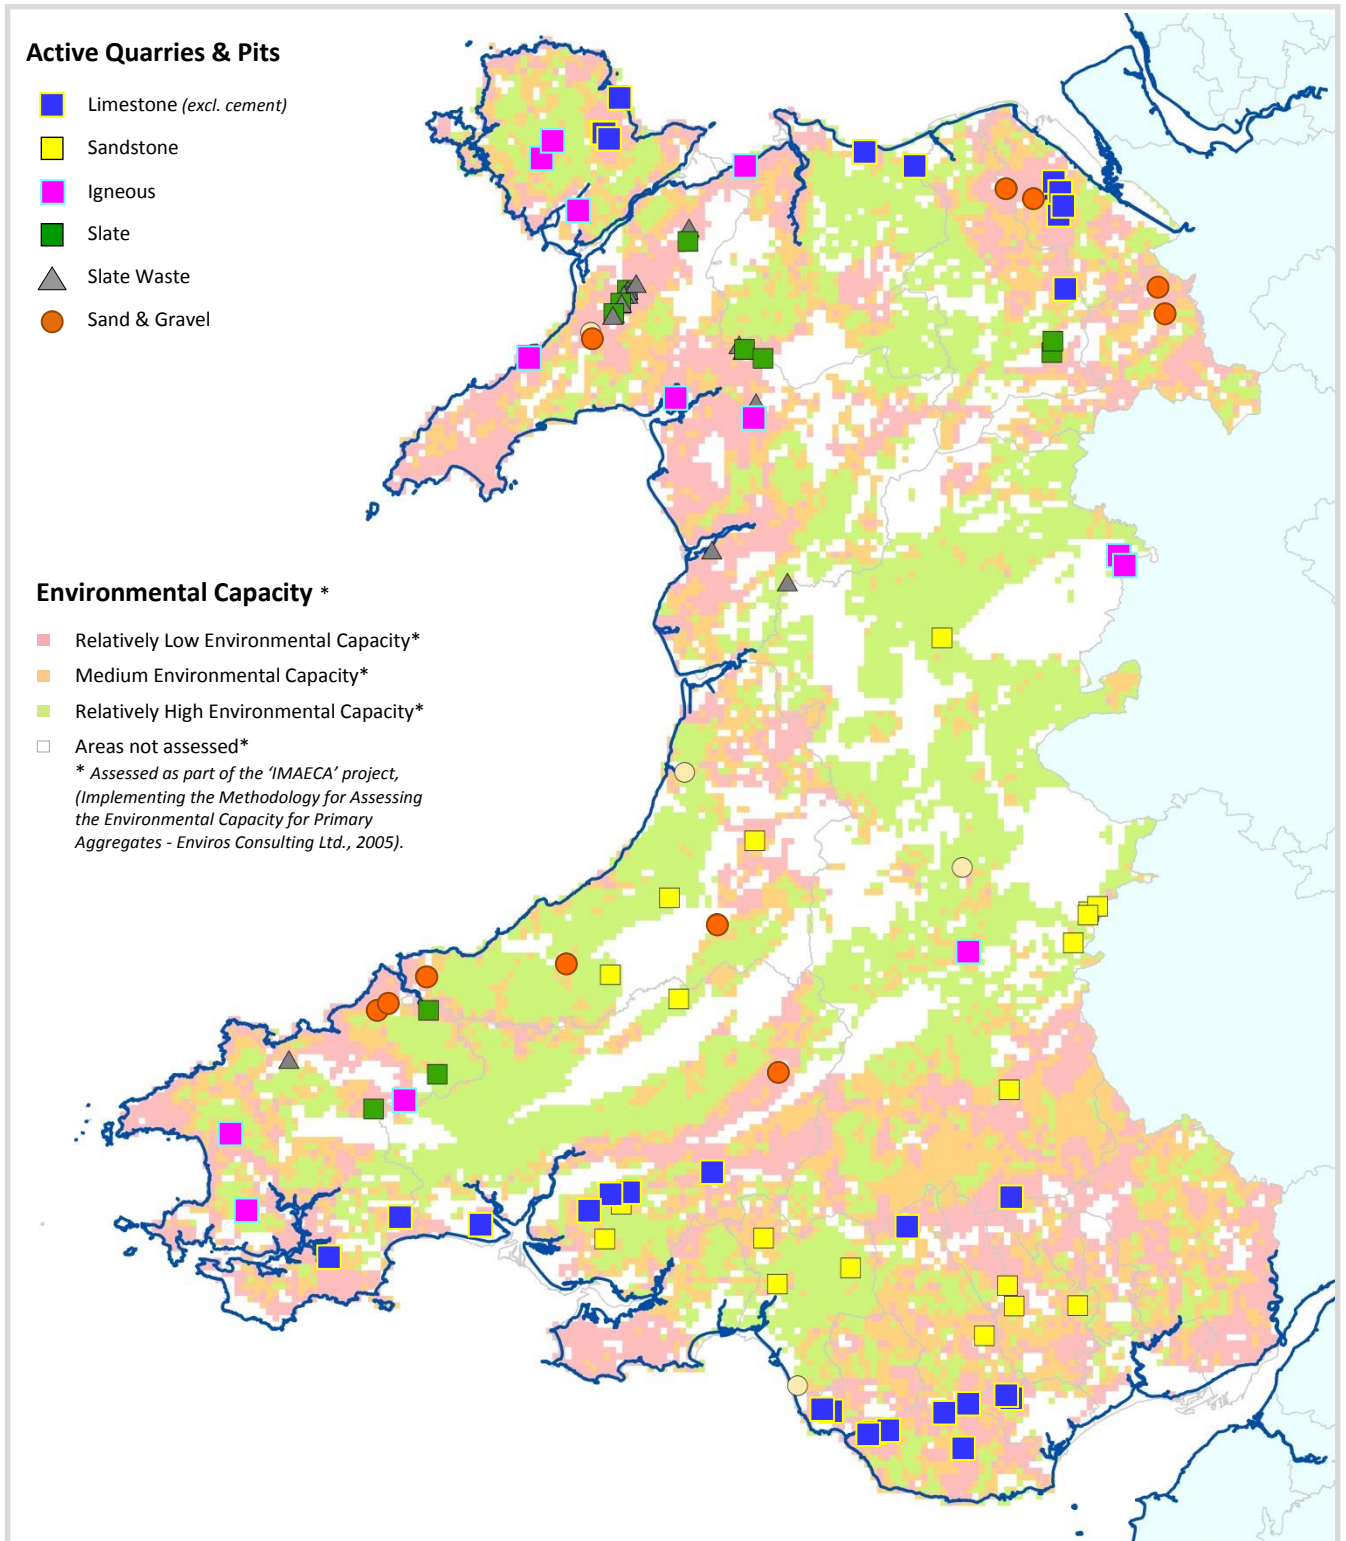 Active Quarries & Pits
Limestone (excl. cement)
Sandstone
Igneous
Slate
Slate Waste
Sand & Gravel
Environmental Capacity *
Relatively Low Environmental Capacity*
Medium Environmental Capacity*
Relatively High Environmental Capacity*
Areas not assessed*
* Assessed as part of the ‘IMAECA’ project,
(Implementing the Methodology for Assessing
the Environmental Capacity for Primary
Aggregates - Enviros Consulting Ltd., 2005).